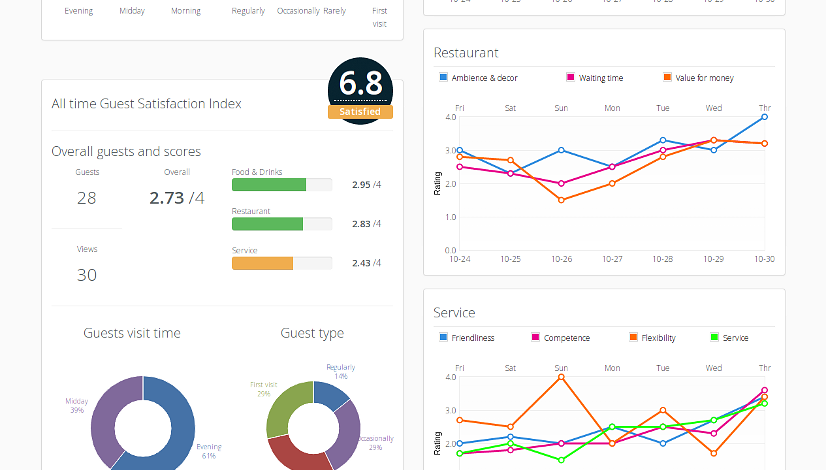 Evening Midday Morning Regularly Occasionally Rarely First
visit
All time Guest Satisfaction Index
6.8
Satisfied
Overall guests and scores
Guests Overall Food & Drinks
28 2.73 /4 2.95 /4
Restaurant
2.83 /4
Views Service
30 2.43 /4
Guests visit time Guest type
Regularly
14%
First visit
29%
Midday
39%
Occasionally
29%
Evening
61%
10-24 10-25 10-26 10-27 10-28 10-29 10-30
Restaurant
Ambience & decor Waiting time Value for money
Fri Sat Sun Mon Tue Wed Thr
4.0
3.0
2.0
1.0
0.0
Rating
10-24 10-25 10-26 10-27 10-28 10-29 10-30
Service
Friendliness Competence Flexibility Service
Fri Sat Sun Mon Tue Wed Thr
4.0
3.0
2.0
Rating